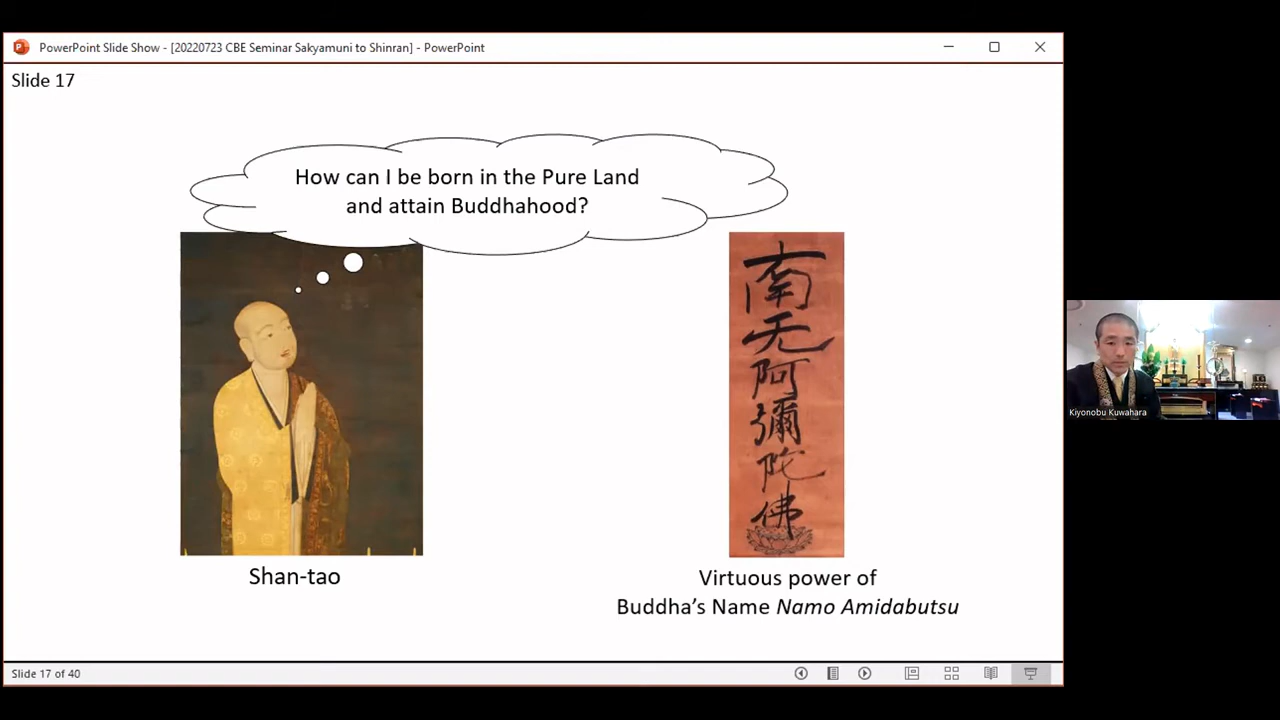 PowerPoint Slide Show - [20220723 CBE Seminar Sakyamuni to Shinran] - PowerPoint
Slide 17
How can I be born in the Pure Land
and attain Buddhahood?
南
无
阿
彌
陀
佛
Shan-tao
Virtuous power of
Buddha’s Name Namo Amidabutsu
Kiyonobu Kuwahara
Slide 17 of 40